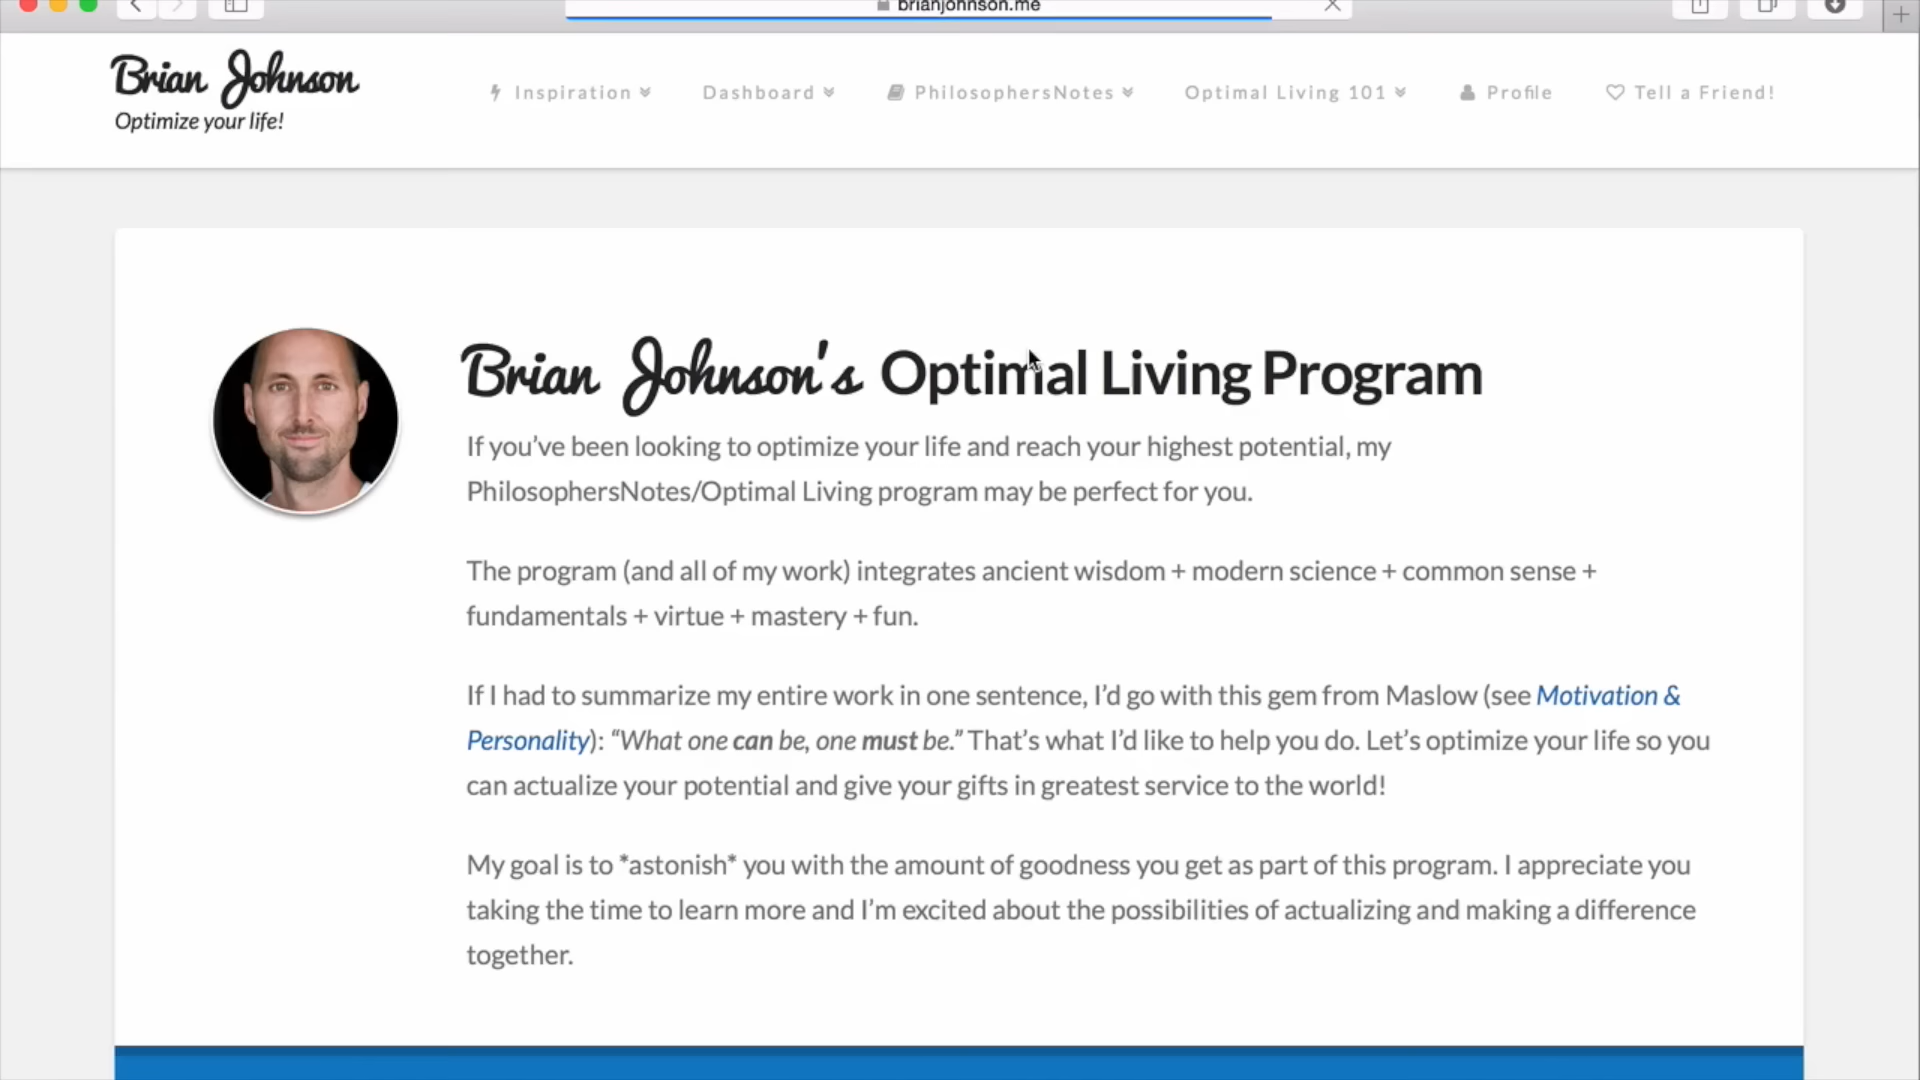 brianjohnson.me
Brian Johnson
Optimize your life!
Inspiration
Dashboard
PhilosophersNotes
Optimal Living 101
Profile
Tell a Friend!
Brian Johnson's Optimal Living Program
If you’ve been looking to optimize your life and reach your highest potential, my
PhilosophersNotes/Optimal Living program may be perfect for you.
The program (and all of my work) integrates ancient wisdom + modern science + common sense +
fundamentals + virtue + mastery + fun.
If I had to summarize my entire work in one sentence, I’d go with this gem from Maslow (see Motivation &
Personality): “What one can be, one must be.” That’s what I’d like to help you do. Let’s optimize your life so you
can actualize your potential and give your gifts in greatest service to the world!
My goal is to *astonish* you with the amount of goodness you get as part of this program. I appreciate you
taking the time to learn more and I’m excited about the possibilities of actualizing and making a difference
together.